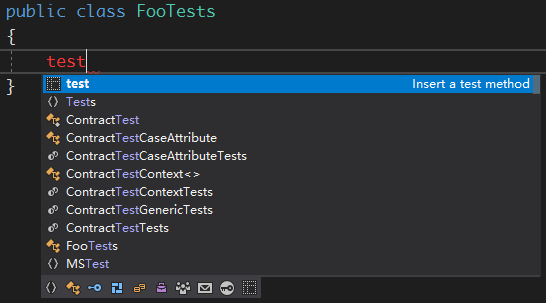 public class FooTests
{
test
}
test Insert a test method
Tests
ContractTest
ContractTestCaseAttribute
ContractTestCaseAttributeTests
ContractTestContext<>
ContractTestContextTests
ContractTestGenericTests
ContractTestTests
FooTests
MSTest